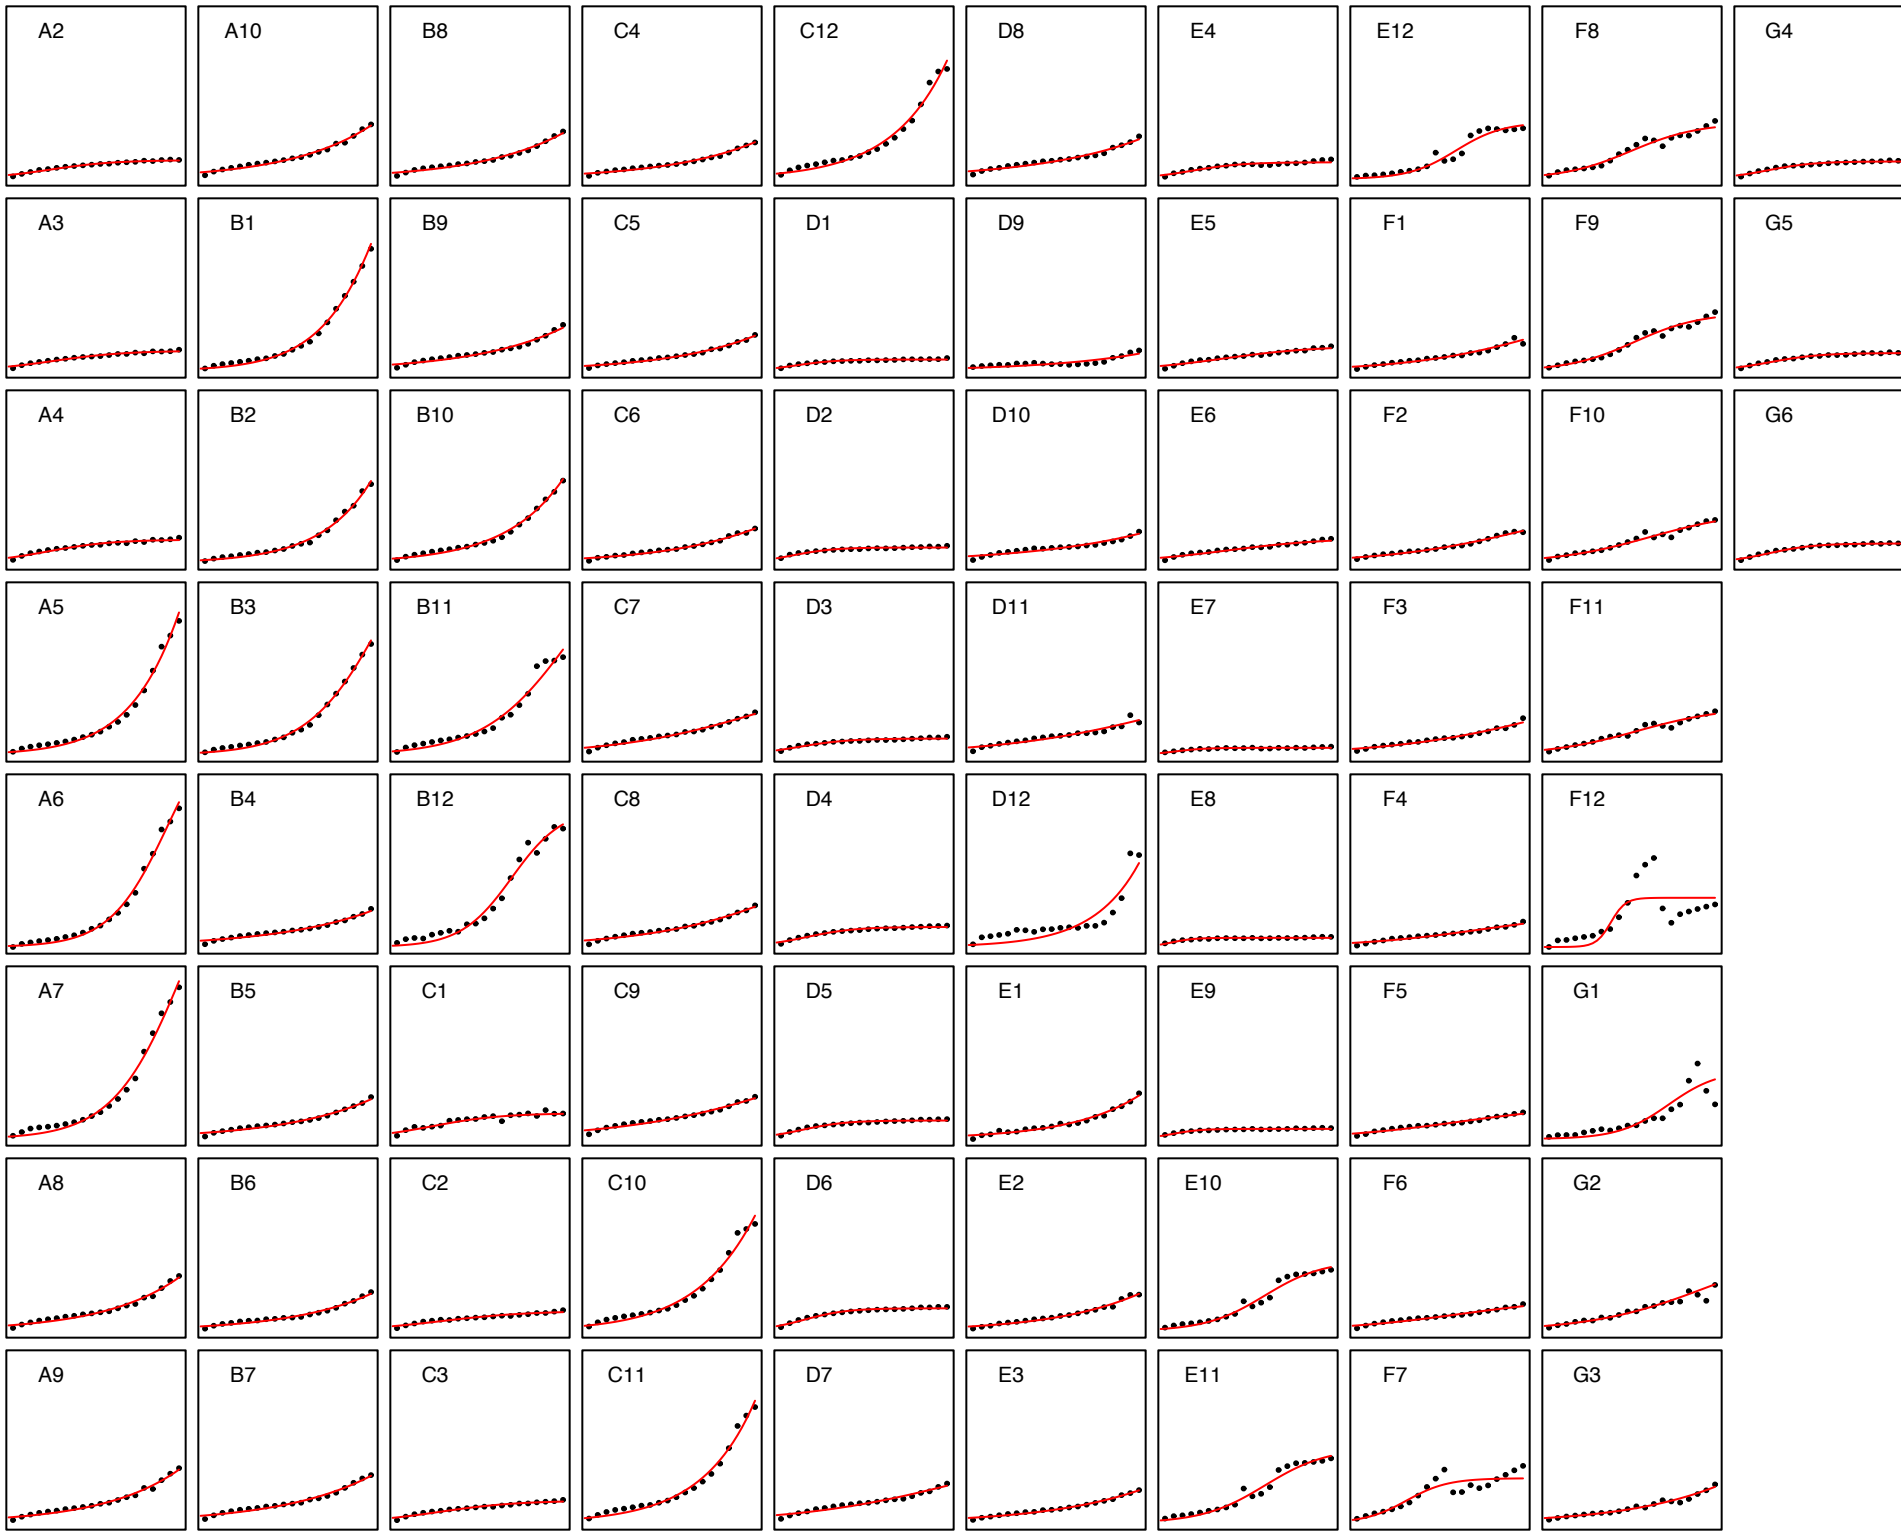 A2 A10 B8 C4 C12 D8 E4 E12 F8 G4
A3 B1 B9 C5 D1 D9 E5 F1 F9 G5
A4 B2 B10 C6 D2 D10 E6 F2 F10 G6
A5 B3 B11 C7 D3 D11 E7 F3 F11
A6 B4 B12 C8 D4 D12 E8 F4 F12
A7 B5 C1 C9 D5 E1 E9 F5 G1
A8 B6 C2 C10 D6 E2 E10 F6 G2
A9 B7 C3 C11 D7 E3 E11 F7 G3